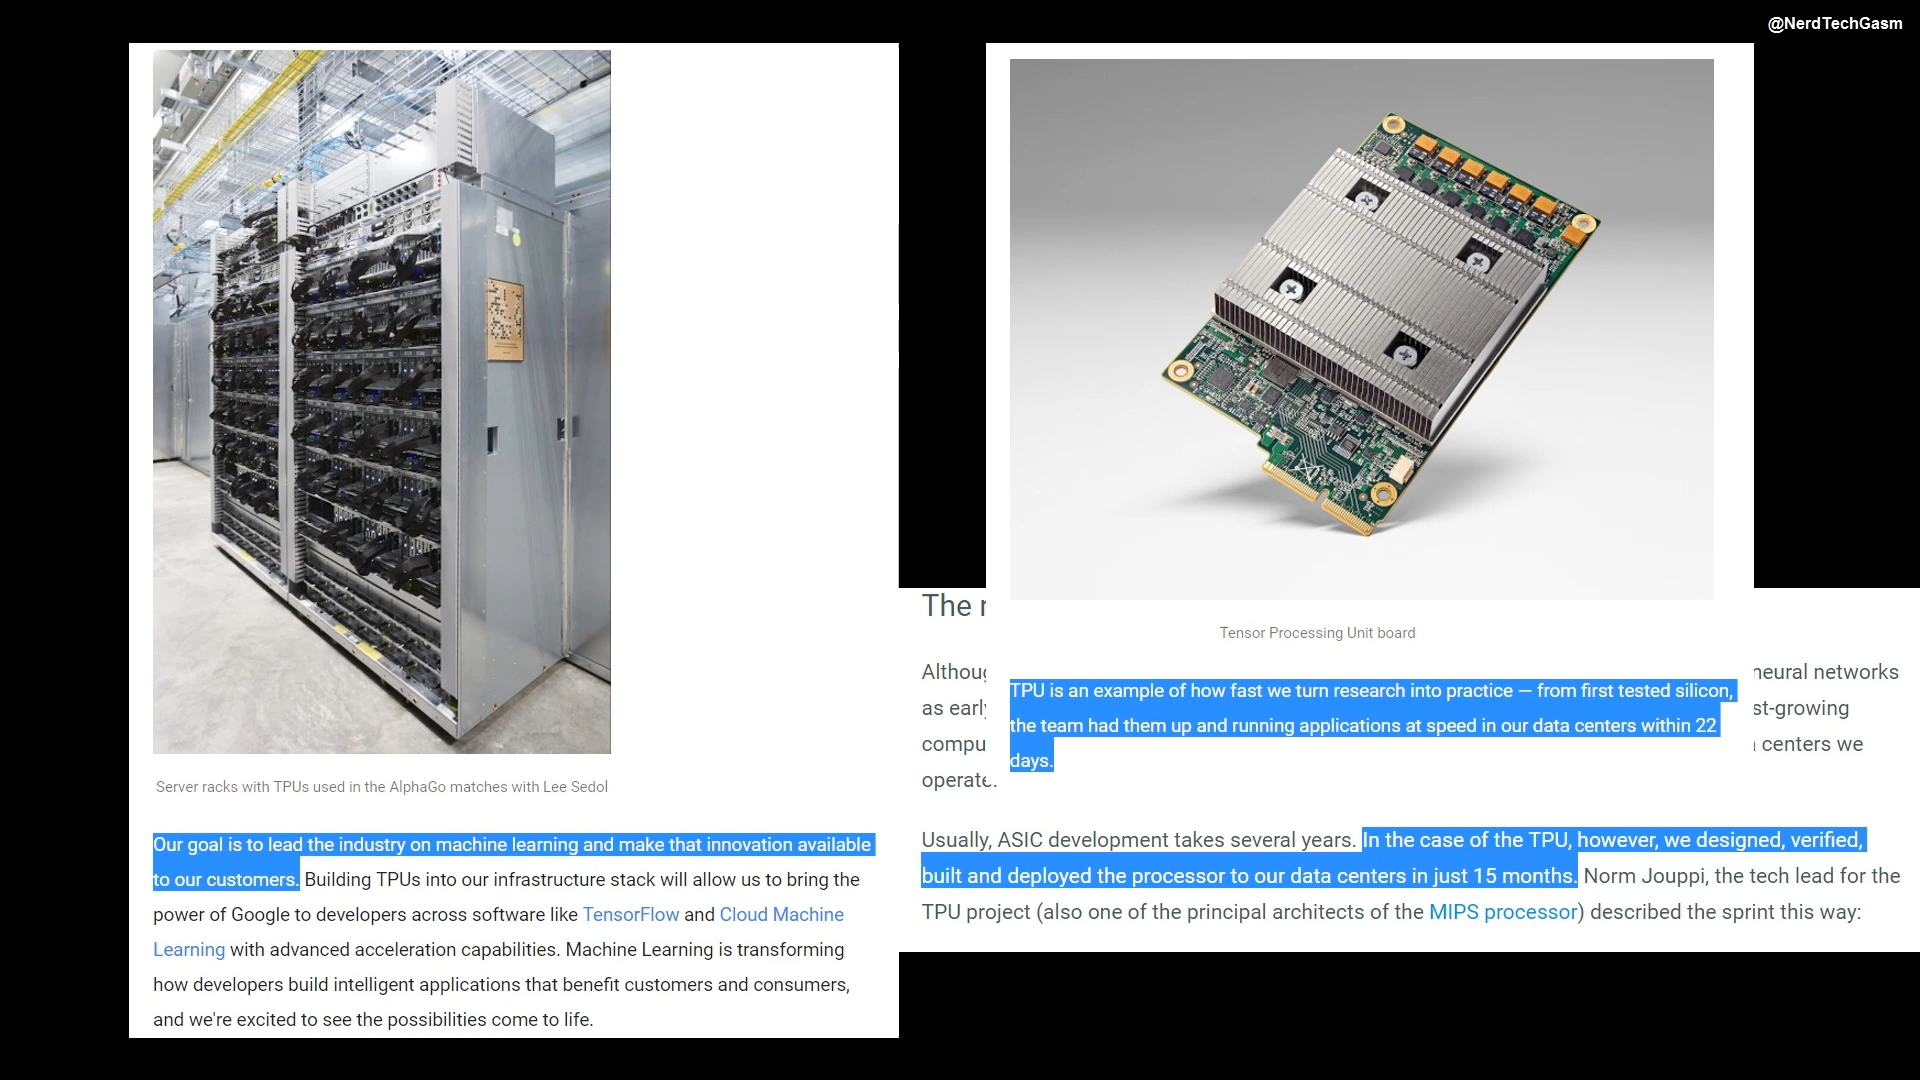 @NerdTechGasm
Server racks with TPUs used in the AlphaGo matches with Lee Sedol
Our goal is to lead the industry on machine learning and make that innovation available
to our customers. Building TPUs into our infrastructure stack will allow us to bring the
power of Google to developers across software like TensorFlow and Cloud Machine
Learning with advanced acceleration capabilities. Machine Learning is transforming
how developers build intelligent applications that benefit customers and consumers,
and we're excited to see the possibilities come to life.
Tensor Processing Unit board
TPU is an example of how fast we turn research into practice — from first tested silicon,
the team had them up and running applications at speed in our data centers within 22
days.
The
neural networks
as
centers we
operate.
Usually, ASIC development takes several years. In the case of the TPU, however, we designed, verified,
built and deployed the processor to our data centers in just 15 months. Norm Jouppi, the tech lead for the
TPU project (also one of the principal architects of the MIPS processor) described the sprint this way: